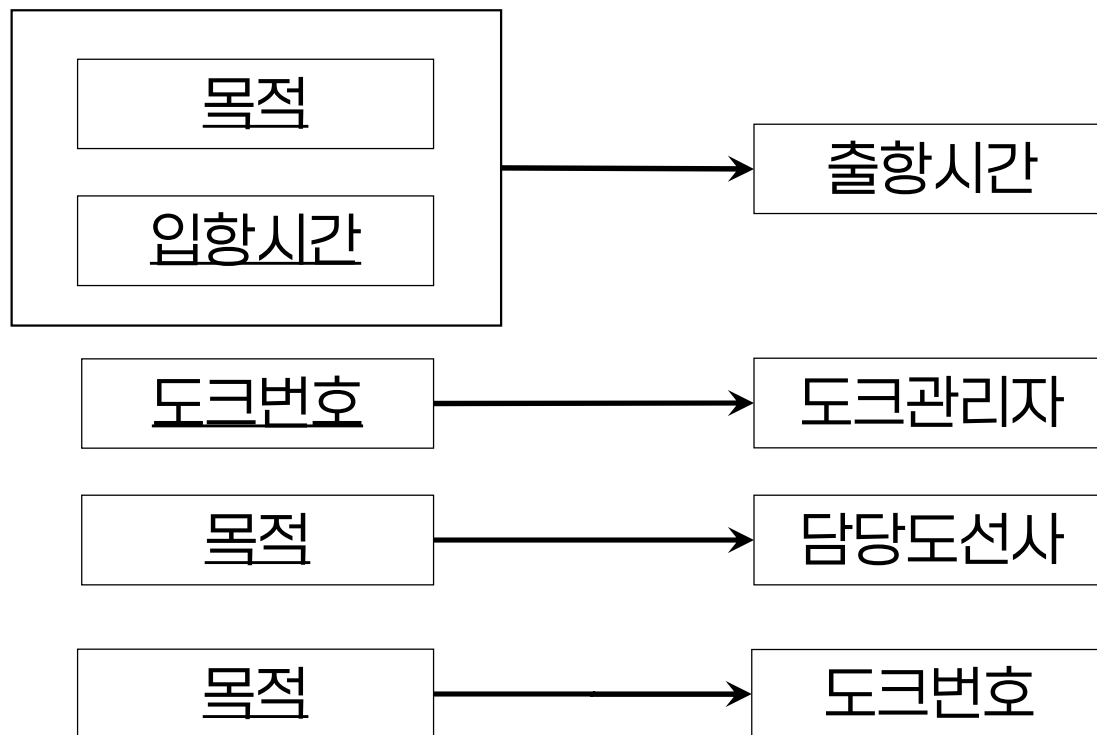 목적
입항시간
출항시간
도크번호
도크관리자
목적
담당도선사
목적
도크번호